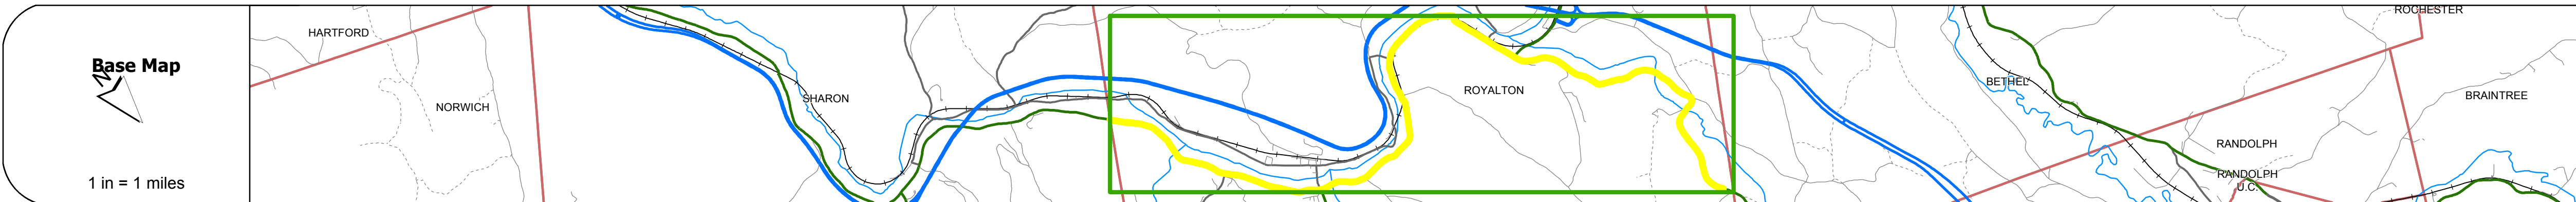 Base Map
N
1 in = 1 miles
HARTFORD
NORWICH
SHARON
ROYALTON
BETHEL
ROCHESTER
BRAINTREE
RANDOLPH
RANDOLPH
U.C.